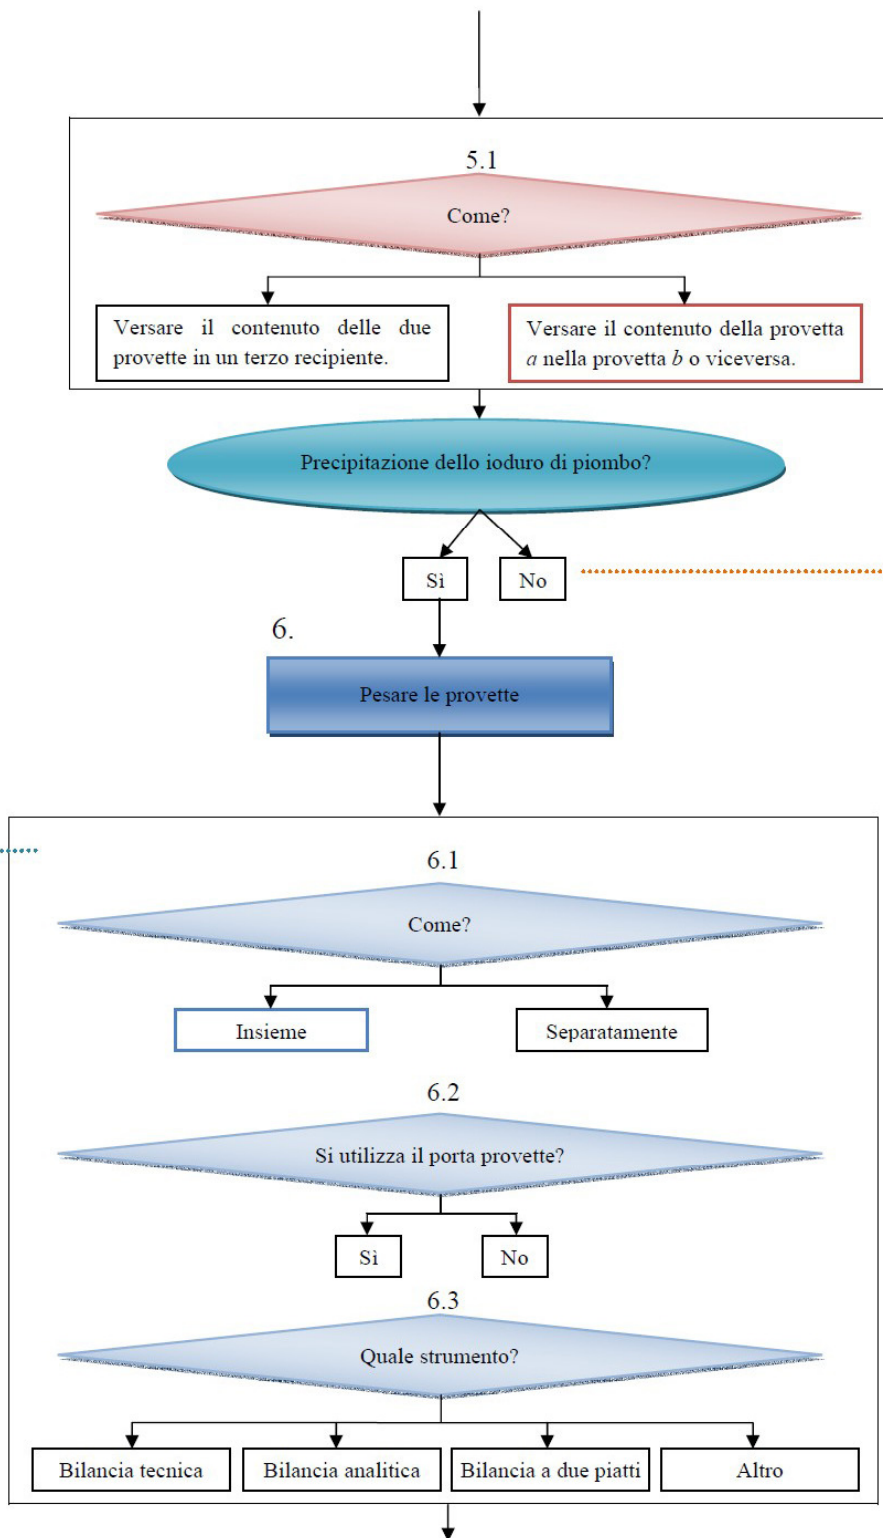 5.1
Come?
Versare il contenuto delle due
provette in un terzo recipiente.
Versare il contenuto della provetta
a nella provetta b o viceversa.
Precipitazione dello ioduro di piombo?
Sì
No
6.
Pesare le provette
6.1
Come?
Insieme
Separatamente
6.2
Si utilizza il porta provette?
Sì
No
6.3
Quale strumento?
Bilancia tecnica
Bilancia analitica
Bilancia a due piatti
Altro